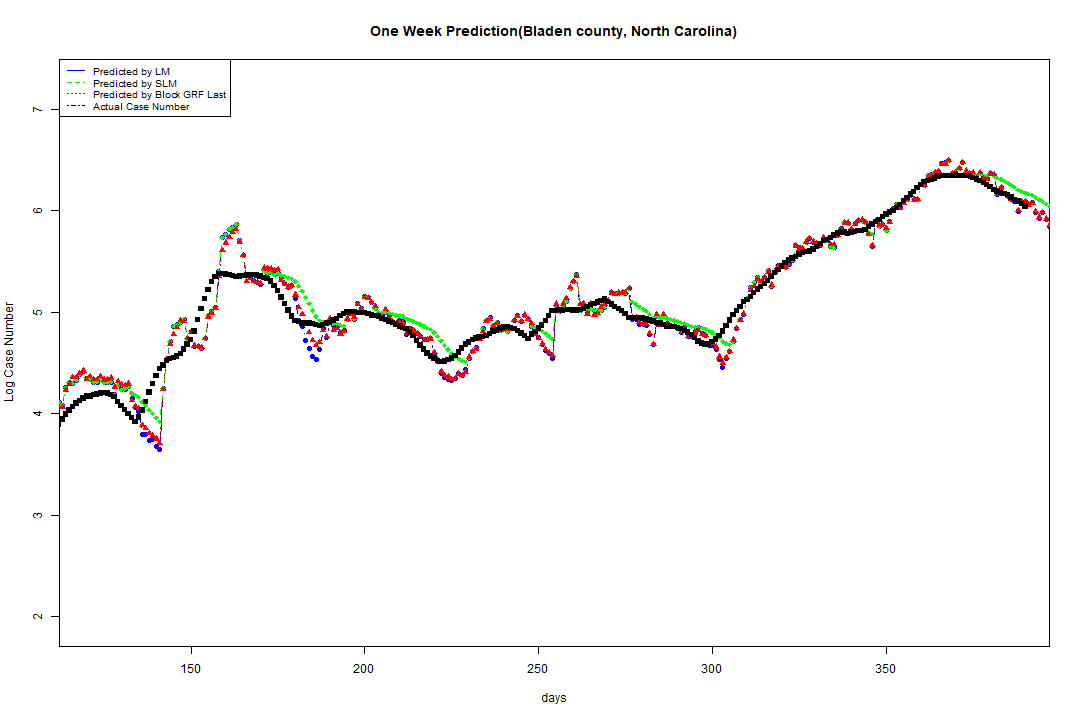 One Week Prediction(Bladen county, North Carolina)
Predicted by LM
Predicted by SLM
Predicted by Block GRF Last
Actual Case Number
7
6
5
4
3
2
Log Case Number
150 200 250 300 350
days